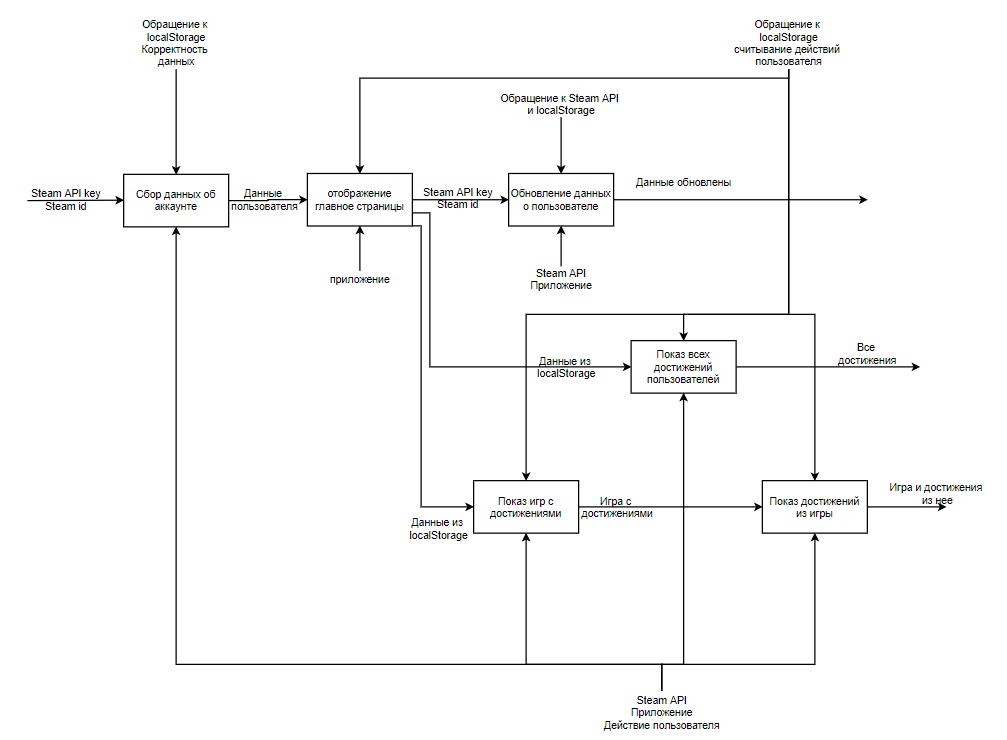 Обращение к
localStorage
Корректность
данных
Обращение к
localStorage
считывание действий
пользователя
Обращение к Steam API
и localStorage
Steam API key
Steam id
Сбор данных об
аккаунте
Данные
пользователя
отображение
главное страницы
Steam API key
Steam id
Обновление данных
о пользователе
Данные обновлены
приложение
Steam API
Приложение
Данные из
localStorage
Показ всех
достижений
пользователей
Все
достижения
Данные из
localStorage
Показ игр с
достижениями
Игра с
достижениями
Показ достижений
из игры
Игра и достижения
из нее
Steam API
Приложение
Действие пользователя